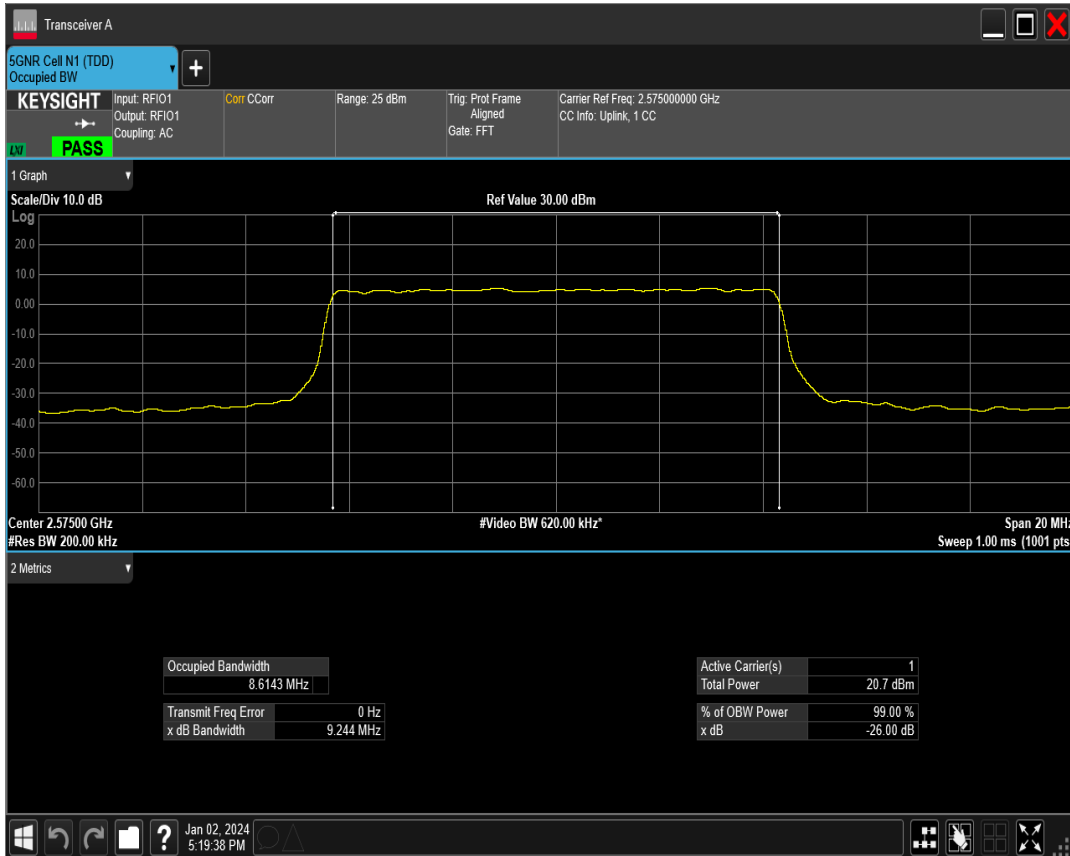 Transceiver A
5GNR Cell N1 (TDD)
Occupied BW
KEYSIGHT
LXI
PASS
Input: RFIO1
Output: RFIO1
Coupling: AC
Corr CCorr
Range: 25 dBm
Trig: Prot Frame
Aligned
Gate: FFT
Carrier Ref Freq: 2.575000000 GHz
CC Info: Uplink, 1 CC
1 Graph
Scale/Div 10.0 dB
Ref Value 30.00 dBm
Log
20.0
10.0
0.00
-10.0
-20.0
-30.0
-40.0
-50.0
-60.0
Center 2.57500 GHz
#Video BW 620.00 kHz*
Span 20 MHz
#Res BW 200.00 kHz
Sweep 1.00 ms (1001 pts
2 Metrics
Occupied Bandwidth
8.6143 MHz
Transmit Freq Error 0 Hz
x dB Bandwidth 9.244 MHz
Active Carrier(s) 1
Total Power 20.7 dBm
% of OBW Power 99.00 %
x dB -26.00 dB
?
Jan 02, 2024
5:19:38 PM